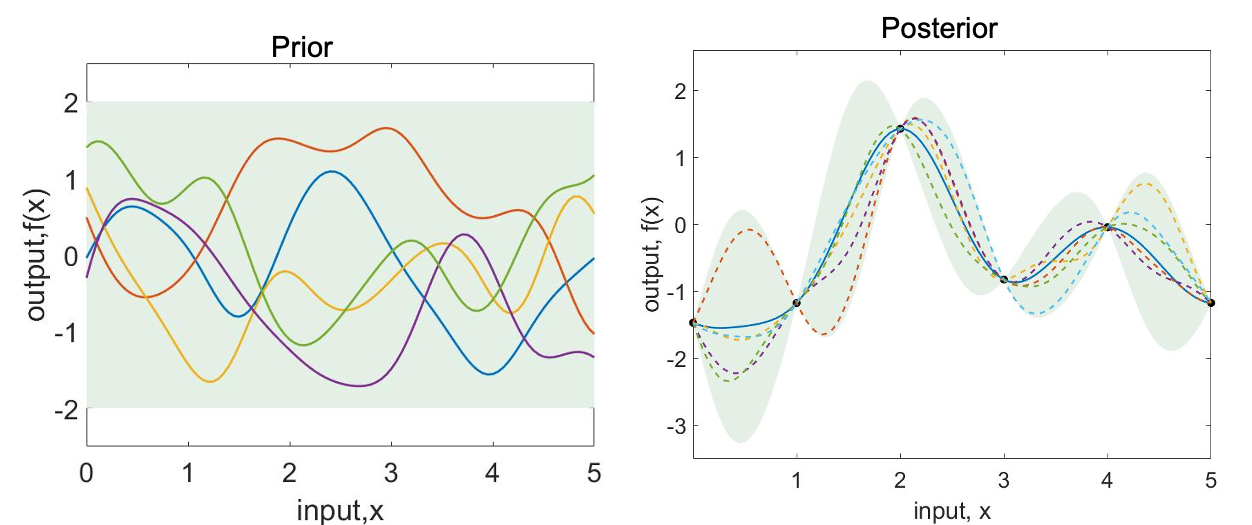 Prior
output,f(x)
2
1
0
-1
-2
0 1 2 3 4 5
input,x
Posterior
output, f(x)
2
1
0
-1
-2
-3
1 2 3 4 5
input, x